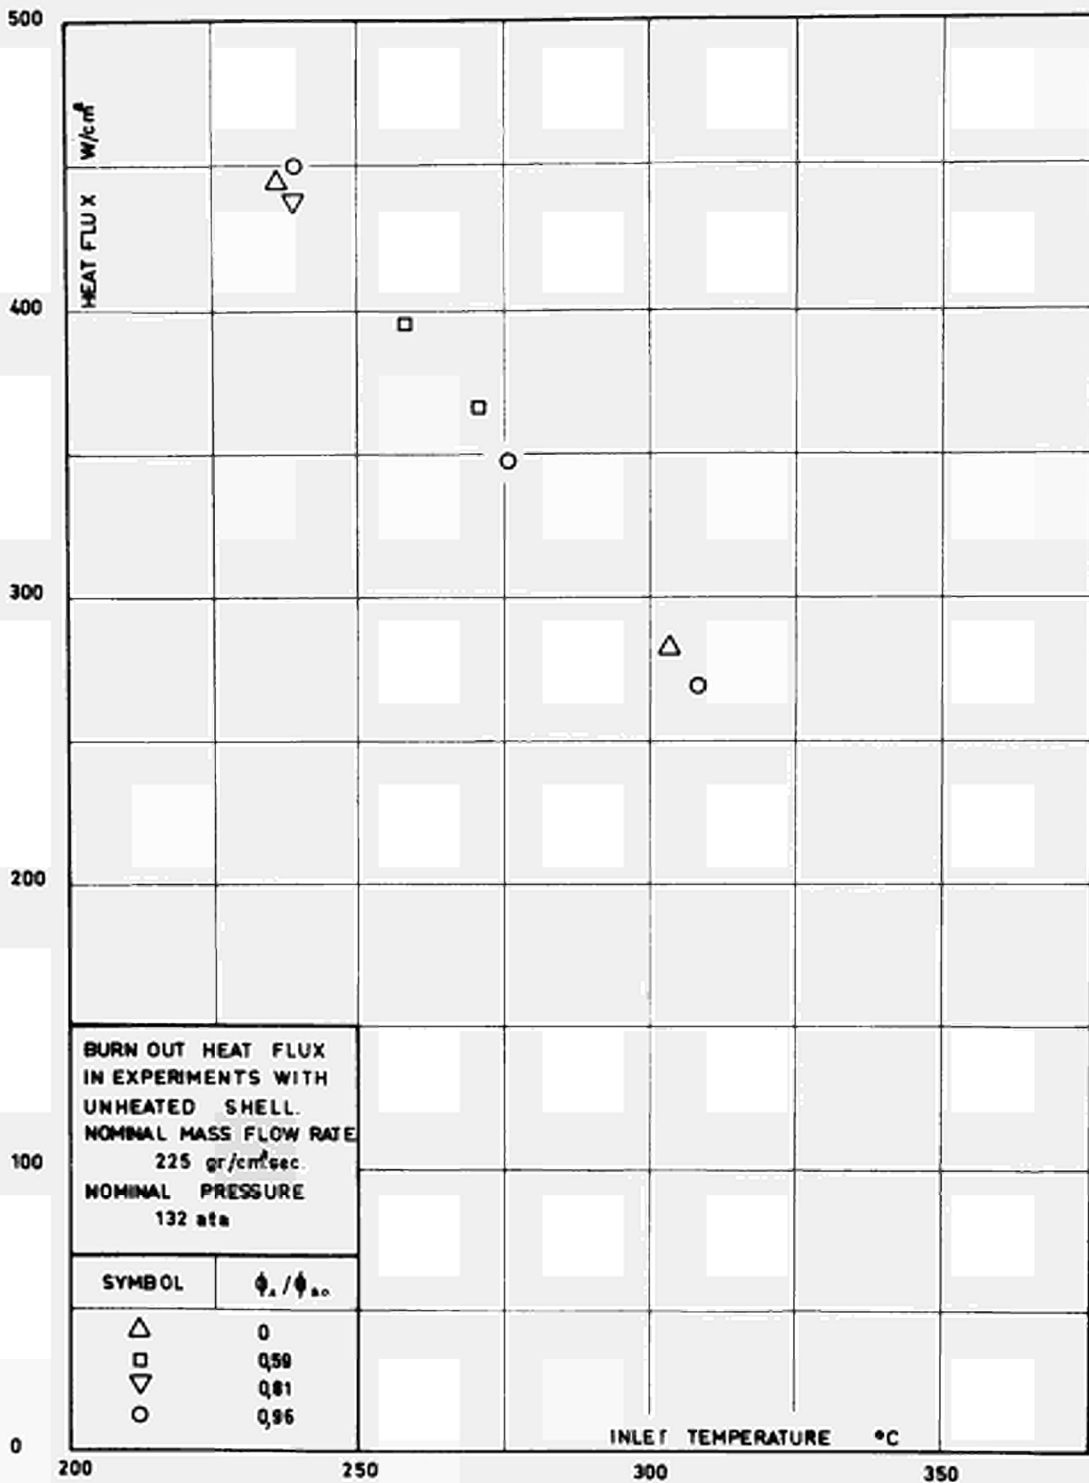 500
HEAT FLUX W/cm²
400
300
200
100
0
BURN OUT HEAT FLUX
IN EXPERIMENTS WITH
UNHEATED SHELL.
NOMINAL MASS FLOW RATE
225 gr/cm²sec.
NOMINAL PRESSURE
132 ata
SYMBOL
△ 0
□ 0,59
▽ 0,81
○ 0,96
INLET TEMPERATURE °C
200 250 300 350